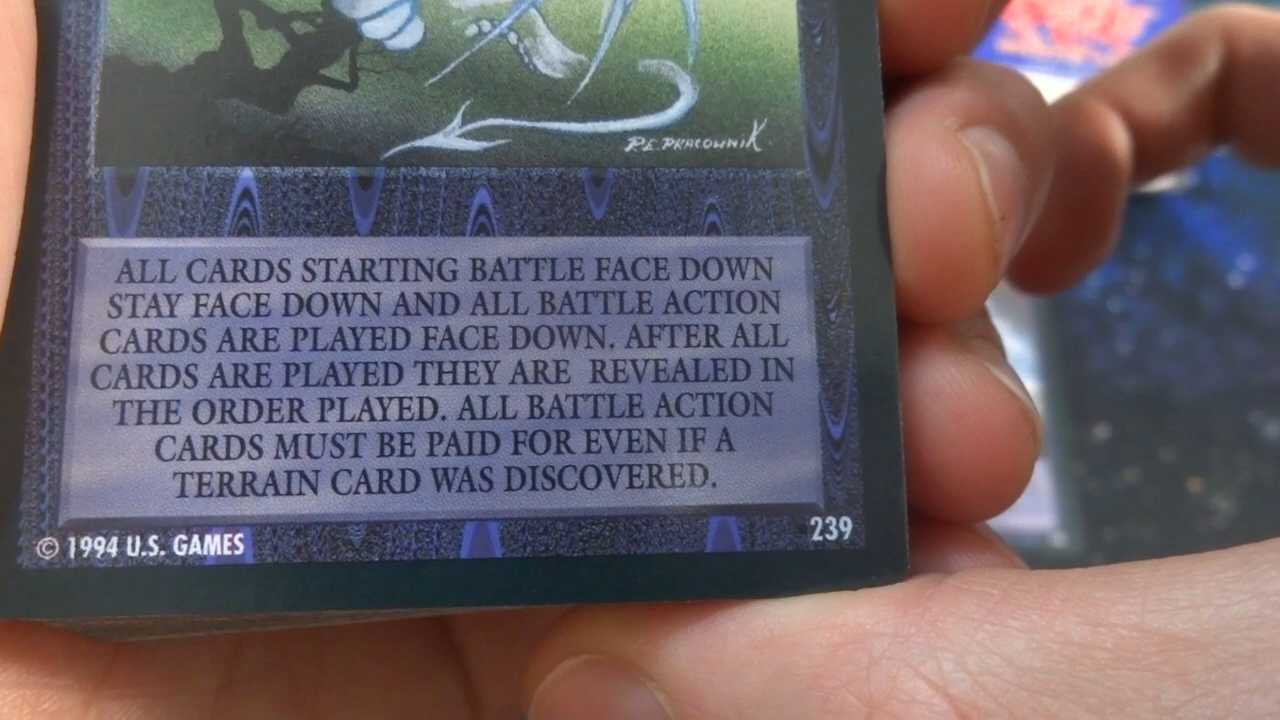 P.E. PRACOWNIK
ALL CARDS STARTING BATTLE FACE DOWN
STAY FACE DOWN AND ALL BATTLE ACTION
CARDS ARE PLAYED FACE DOWN. AFTER ALL
CARDS ARE PLAYED THEY ARE REVEALED IN
THE ORDER PLAYED. ALL BATTLE ACTION
CARDS MUST BE PAID FOR EVEN IF A
TERRAIN CARD WAS DISCOVERED.
© 1994 U.S. GAMES
239